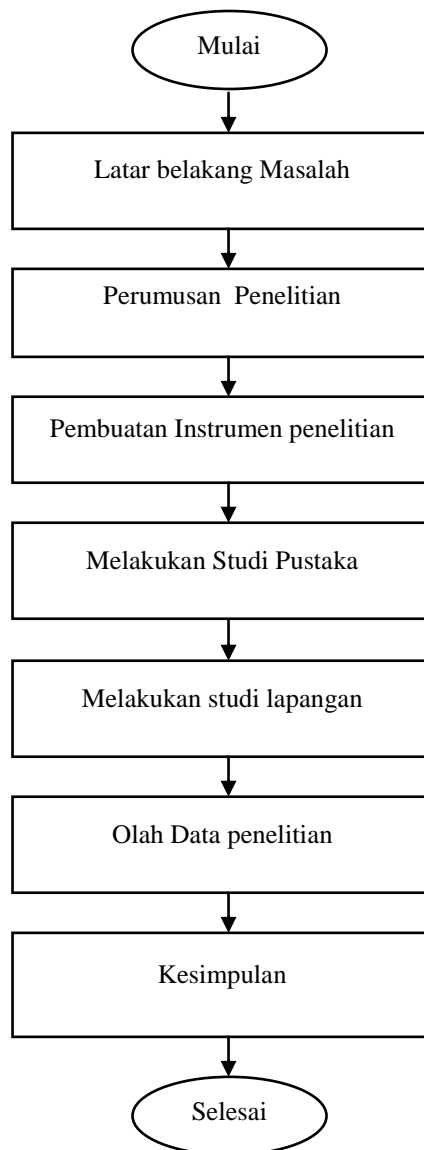 Mulai
Latar belakang Masalah
Perumusan Penelitian
Pembuatan Instrumen penelitian
Melakukan Studi Pustaka
Melakukan studi lapangan
Olah Data penelitian
Kesimpulan
Selesai